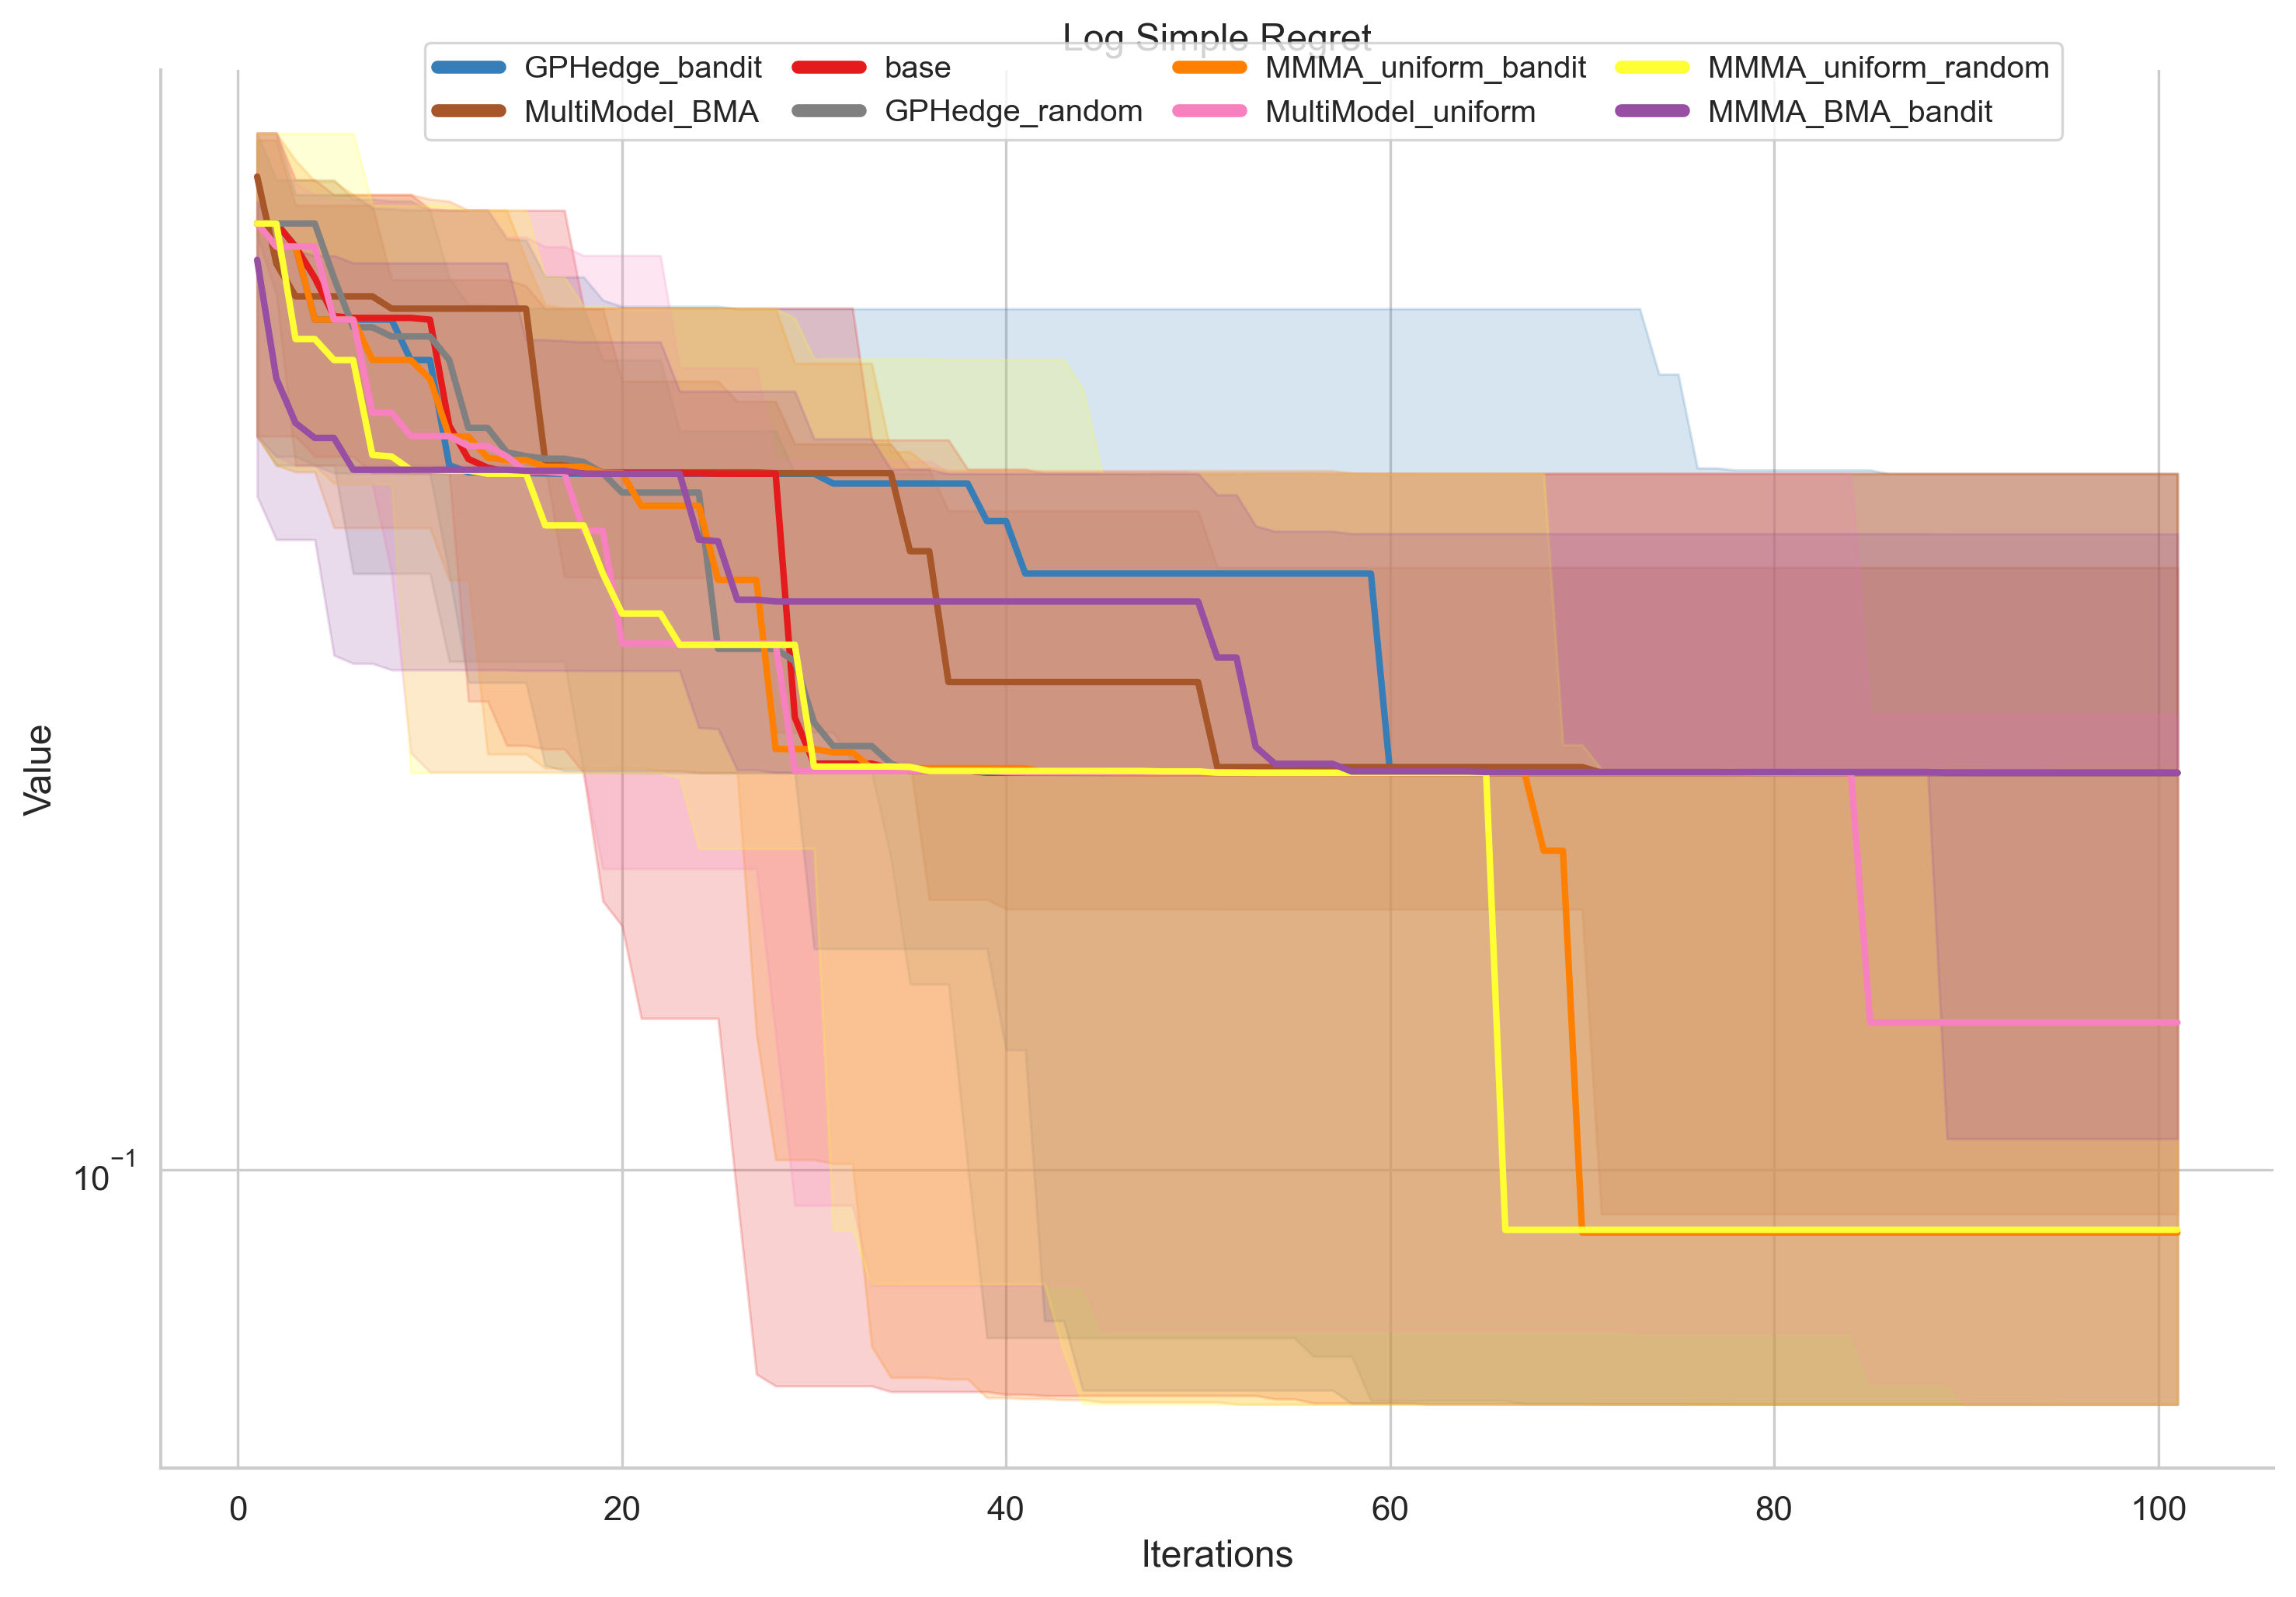 Log Simple Regret
GPHedge_bandit base MMMA_uniform_bandit MMMA_uniform_random
MultiModel_BMA GPHedge_random MultiModel_uniform MMMA_BMA_bandit
Value
10⁻¹
0 20 40 60 80 100
Iterations